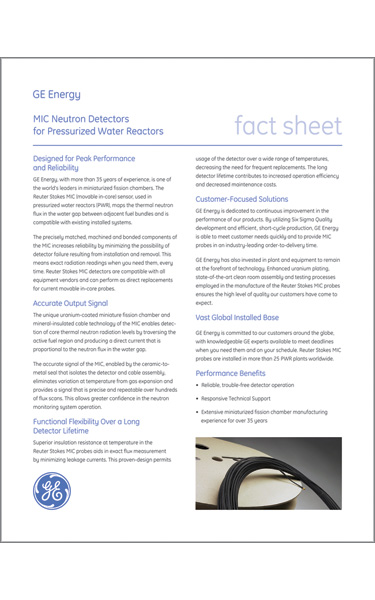 GE Energy
MIC Neutron Detectors
for Pressurized Water Reactors
fact sheet
Designed for Peak Performance
and Reliability
GE Energy, with more than 35 years of experience, is one of
the world's leaders in miniaturized fission chambers. The
Reuter Stokes MIC (movable in-core) sensor, used in
pressurized water reactors (PWR), maps the thermal neutron
flux in the water gap between adjacent fuel bundles and is
compatible with existing installed systems.
The precisely matched, machined and bonded components of
the MIC increases reliability by minimizing the possibility of
detector failure resulting from installation and removal. This
means exact radiation readings when you need them, every
time. Reuter Stokes MIC detectors are compatible with all
equipment vendors and can perform as direct replacements
for current movable in-core probes.
Accurate Output Signal
The unique uranium-coated miniature fission chamber and
mineral-insulated cable technology of the MIC enables detec-
tion of core thermal neutron radiation levels by traversing the
active fuel region and producing a direct current that is
proportional to the neutron flux in the water gap.
The accurate signal of the MIC, enabled by the ceramic-to-
metal seal that isolates the detector and cable assembly,
eliminates variation at temperature from gas expansion and
provides a signal that is precise and repeatable over hundreds
of flux scans. This allows greater confidence in the neutron
monitoring system operation.
Functional Flexibility Over a Long
Detector Lifetime
Superior insulation resistance at temperature in the
Reuter Stokes MIC probes aids in exact flux measurement
by minimizing leakage currents. This proven design permits
usage of the detector over a wide range of temperatures,
decreasing the need for frequent replacements. The long
detector lifetime contributes to increased operation efficiency
and decreased maintenance costs.
Customer-Focused Solutions
GE Energy is dedicated to continuous improvement in the
performance of our products. By utilizing Six Sigma Quality
development and efficient, short-cycle production, GE Energy
is able to meet customer needs quickly and to provide MIC
probes in an industry-leading order-to-delivery time.
GE Energy has also invested in plant and equipment to remain
at the forefront of technology. Enhanced uranium plating,
state-of-the-art clean room assembly and testing processes
employed in the manufacture of the Reuter Stokes MIC probes
ensures the high level of quality our customers have come to
expect.
Vast Global Installed Base
GE Energy is committed to our customers around the globe,
with knowledgeable GE experts available to meet deadlines
when you need them and on your schedule. Reuter Stokes MIC
probes are installed in more than 25 PWR plants worldwide.
Performance Benefits
• Reliable, trouble-free detector operation
• Responsive Technical Support
• Extensive miniaturized fission chamber manufacturing
experience for over 35 years
GE